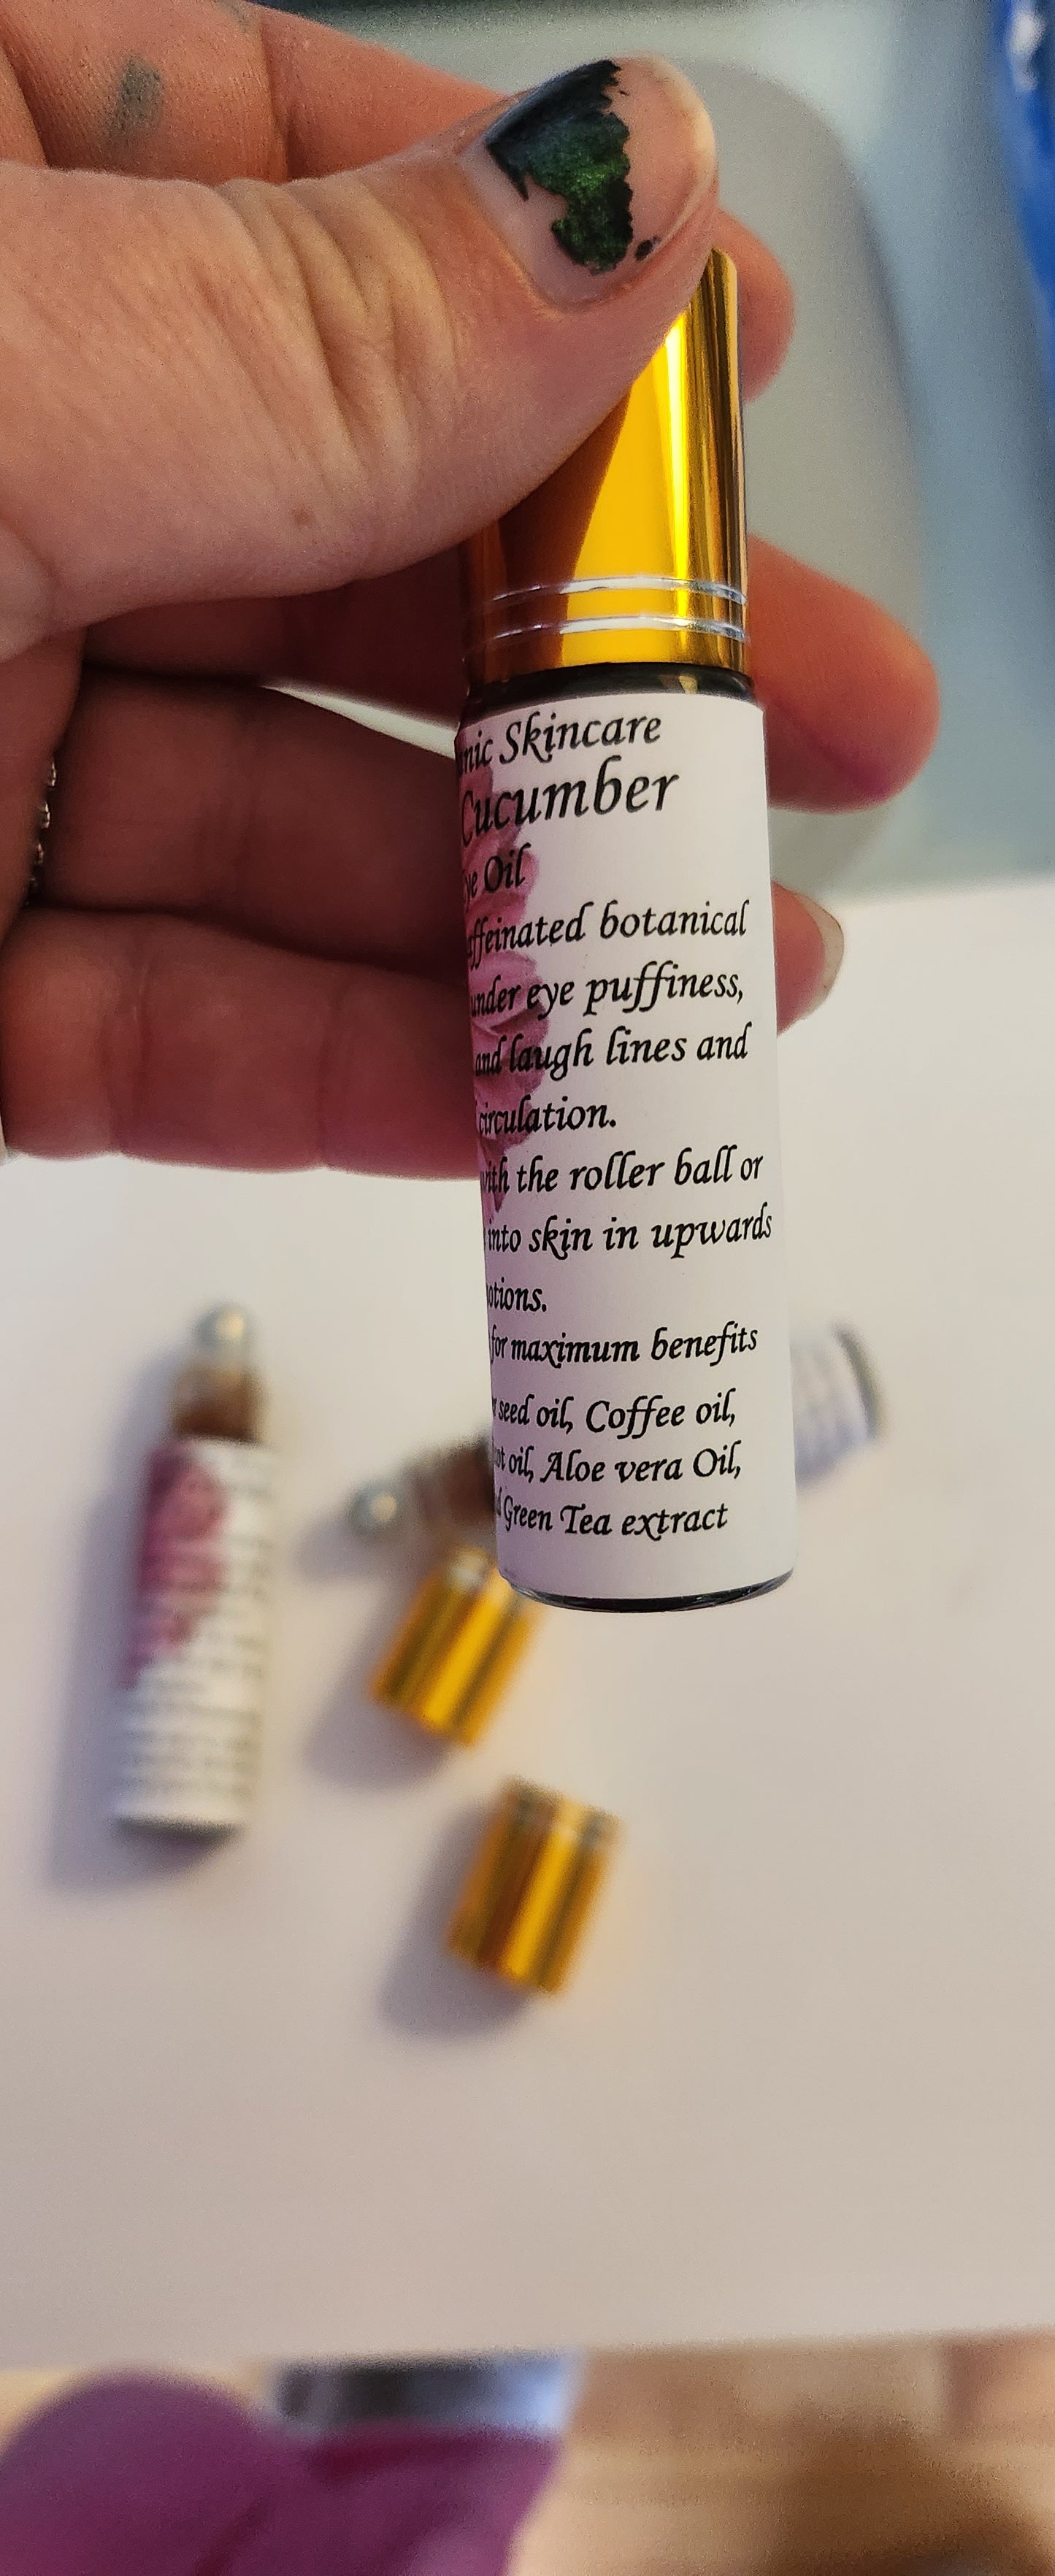 nic Skincare
Cucumber
ye Oil
ffeinated botanical
under eye puffiness,
and laugh lines and
circulation.
with the roller ball or
into skin in upwards
otions.
for maximum benefits
seed oil, Coffee oil,
oil, Aloe vera Oil,
Green Tea extract